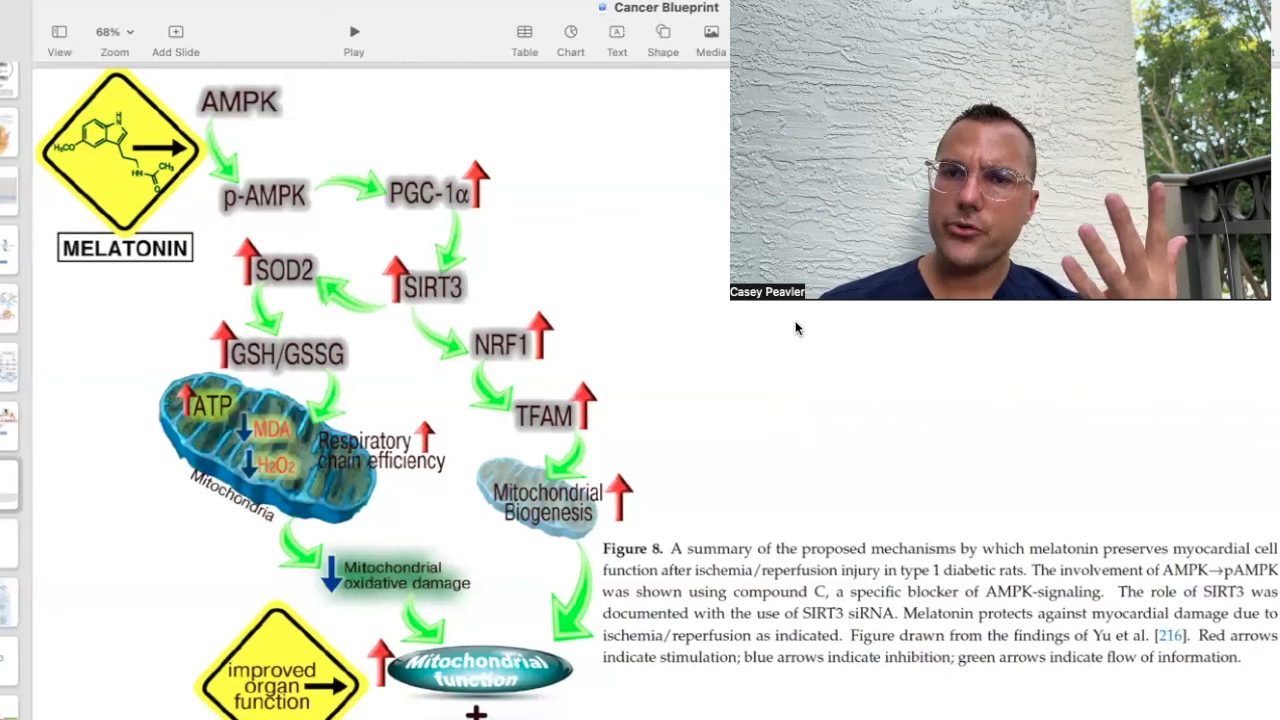 Cancer Blueprint
68%
View
Zoom
Add Slide
Play
Table
Chart
Text
Shape
Media
AMPK
H₃CO
H
N
HN
CH₃
O
MELATONIN
p-AMPK
PGC-1α
SOD2
SIRT3
GSH/GSSG
NRF1
ATP
MDA
H₂O₂
Mitochondria
Respiratory
chain efficiency
TFAM
Mitochondrial
Biogenesis
Mitochondrial
oxidative damage
improved
organ
function
Mitochondrial
function
+
Casey Peavler
Figure 8. A summary of the proposed mechanisms by which melatonin preserves myocardial cell
function after ischemia/reperfusion injury in type 1 diabetic rats. The involvement of AMPK→pAMPK
was shown using compound C, a specific blocker of AMPK-signaling. The role of SIRT3 was
documented with the use of SIRT3 siRNA. Melatonin protects against myocardial damage due to
ischemia/reperfusion as indicated. Figure drawn from the findings of Yu et al. [216]. Red arrows
indicate stimulation; blue arrows indicate inhibition; green arrows indicate flow of information.